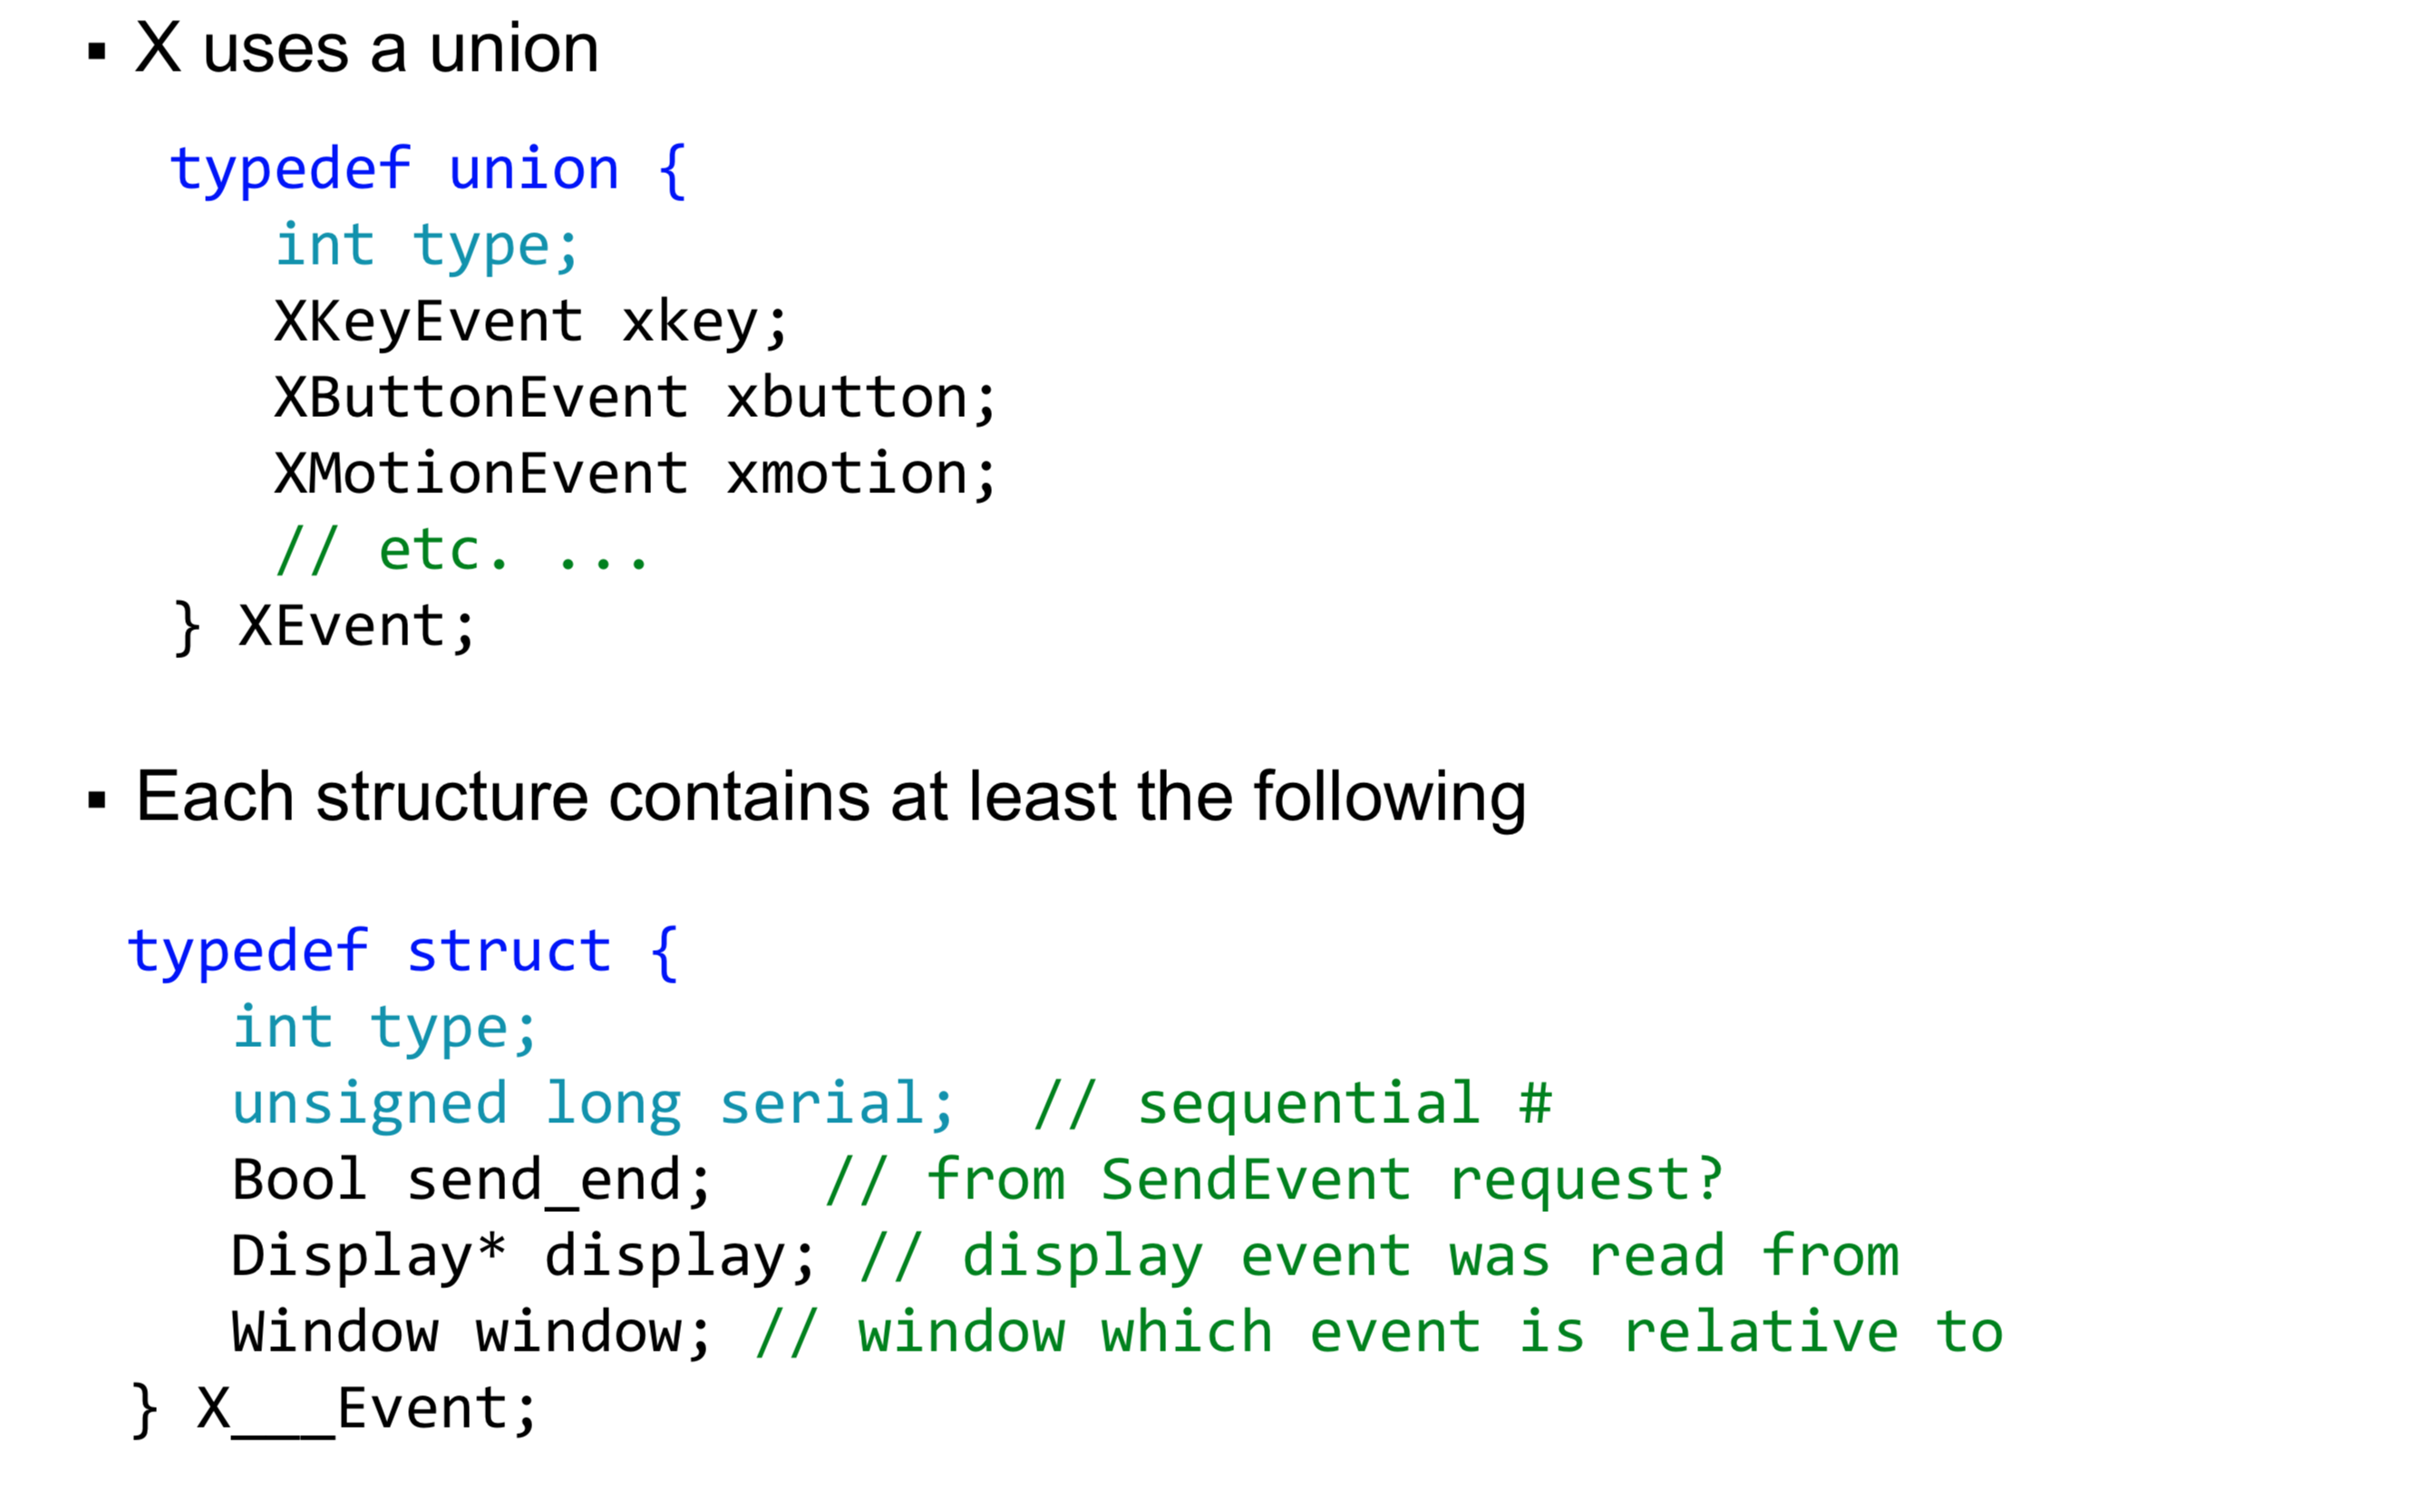 ▪ X uses a union
typedef union {
int type;
XKeyEvent xkey;
XButtonEvent xbutton;
XMotionEvent xmotion;
// etc. ...
} XEvent;
▪ Each structure contains at least the following
typedef struct {
int type;
unsigned long serial; // sequential #
Bool send_end; // from SendEvent request?
Display* display; // display event was read from
Window window; // window which event is relative to
} X___Event;